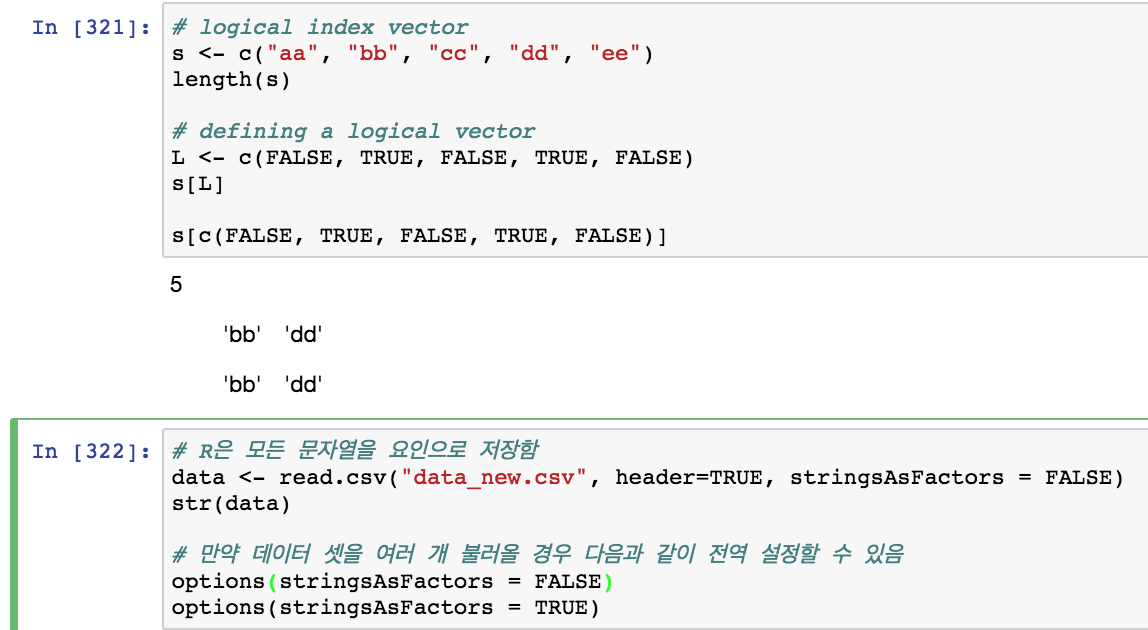 In [321]:
# logical index vector
s <- c("aa", "bb", "cc", "dd", "ee")
length(s)
# defining a logical vector
L <- c(FALSE, TRUE, FALSE, TRUE, FALSE)
s[L]
s[c(FALSE, TRUE, FALSE, TRUE, FALSE)]
5
'bb' 'dd'
'bb' 'dd'
In [322]:
# R은 모든 문자열을 요인으로 저장함
data <- read.csv("data_new.csv", header=TRUE, stringsAsFactors = FALSE)
str(data)
# 만약 데이터 셋을 여러 개 불러올 경우 다음과 같이 전역 설정할 수 있음
options(stringsAsFactors = FALSE)
options(stringsAsFactors = TRUE)